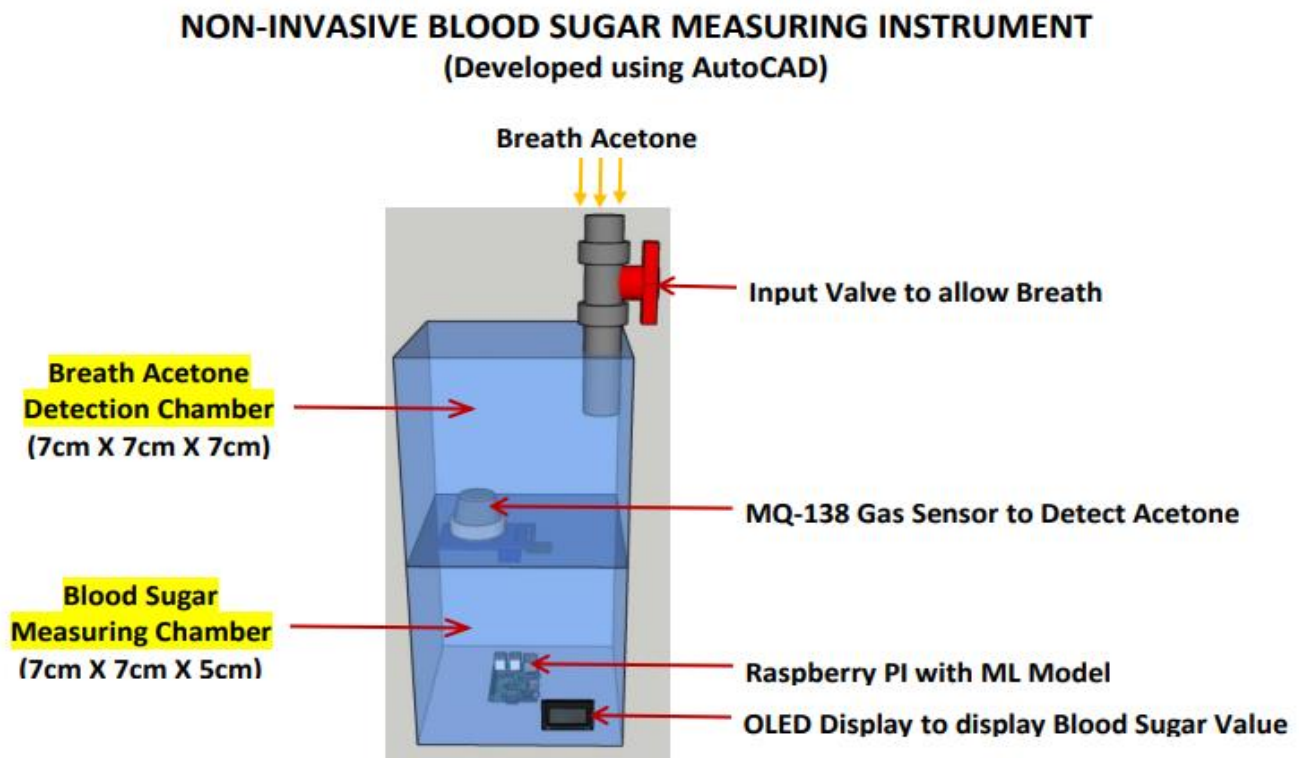 NON-INVASIVE BLOOD SUGAR MEASURING INSTRUMENT
(Developed using AutoCAD)
Breath Acetone
Input Valve to allow Breath
Breath Acetone
Detection Chamber
(7cm X 7cm X 7cm)
MQ-138 Gas Sensor to Detect Acetone
Blood Sugar
Measuring Chamber
(7cm X 7cm X 5cm)
Raspberry PI with ML Model
OLED Display to display Blood Sugar Value